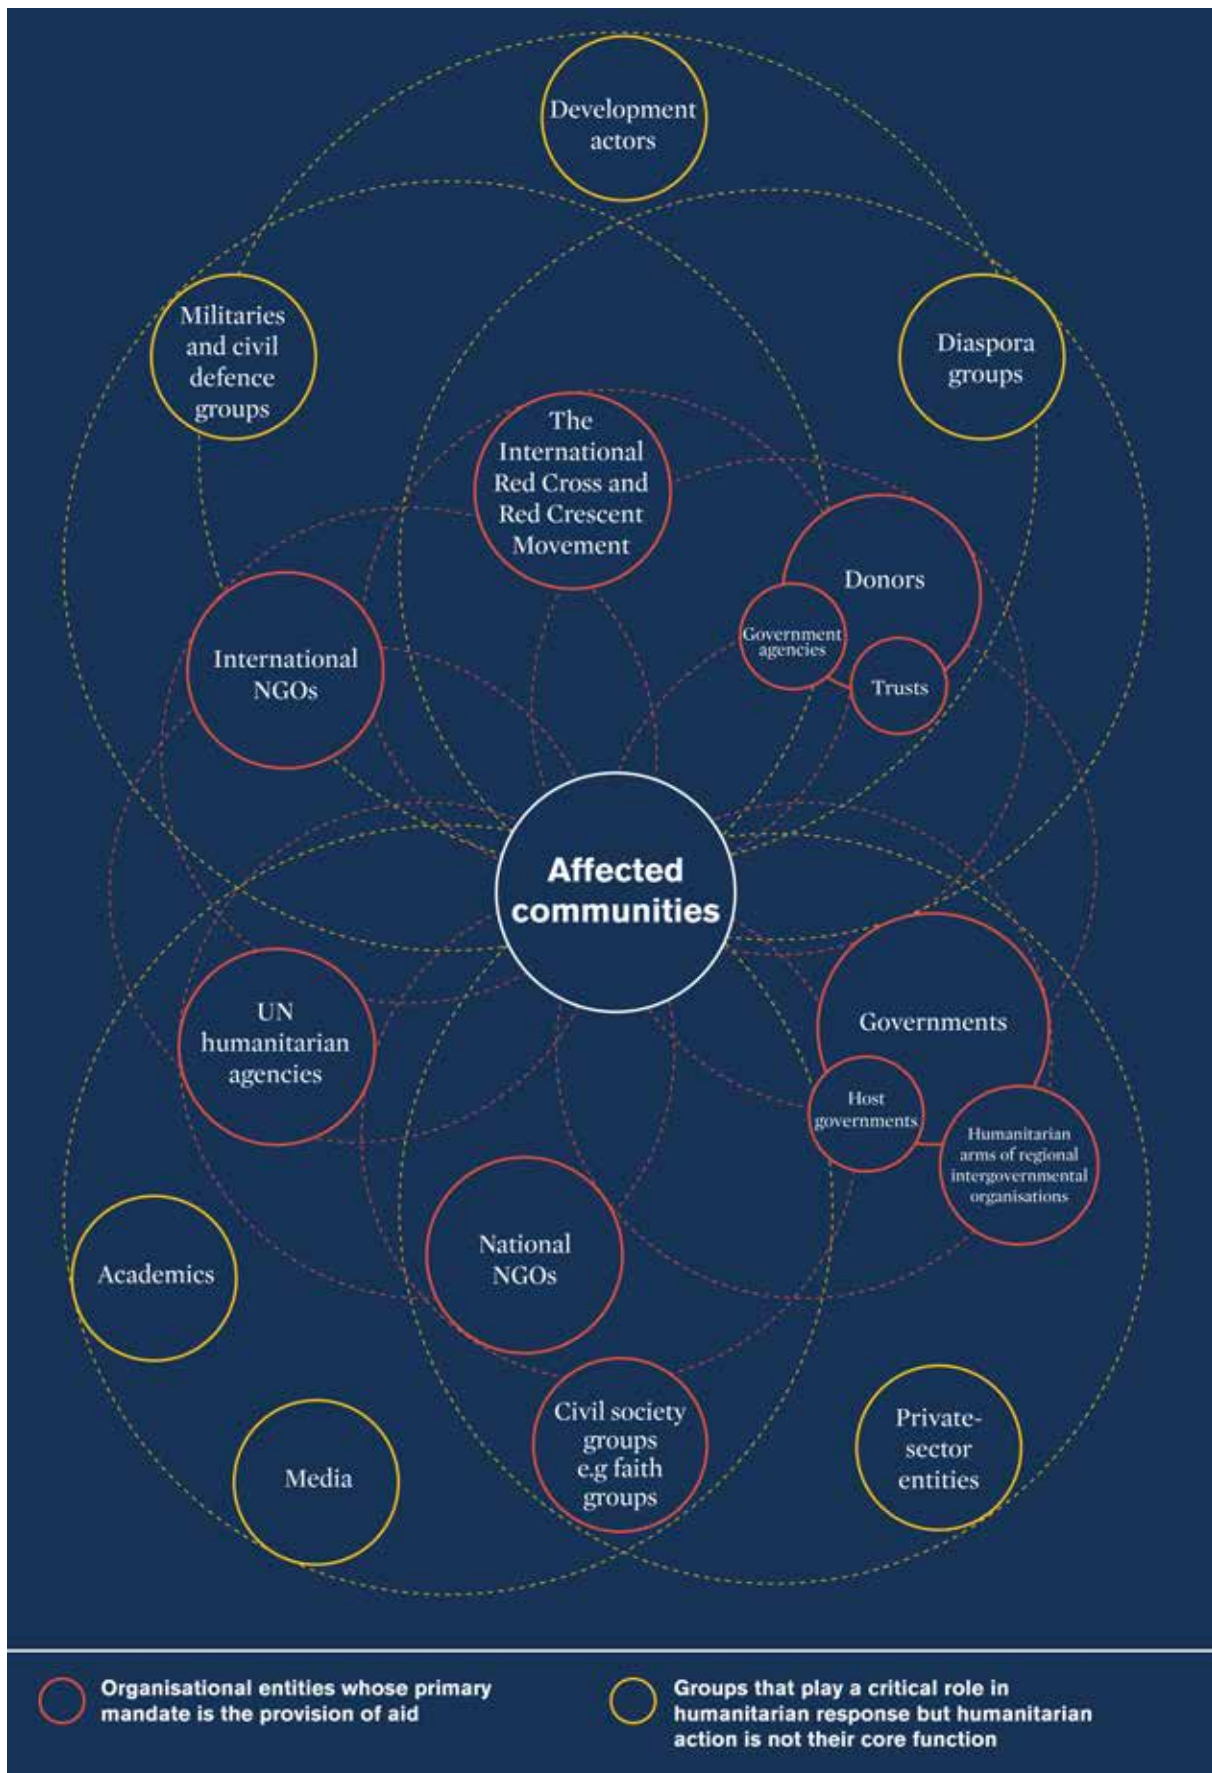 Development
actors
Militaries
and civil
defence
groups
Diaspora
groups
The
International
Red Cross and
Red Crescent
Movement
Donors
Government
agencies
Trusts
International
NGOs
Affected
communities
UN
humanitarian
agencies
Governments
Host
governments
Humanitarian
arms of regional
intergovernmental
organisations
National
NGOs
Academics
Civil society
groups
e.g faith
groups
Private-
sector
entities
Media
Organisational entities whose primary
mandate is the provision of aid
Groups that play a critical role in
humanitarian response but humanitarian
action is not their core function